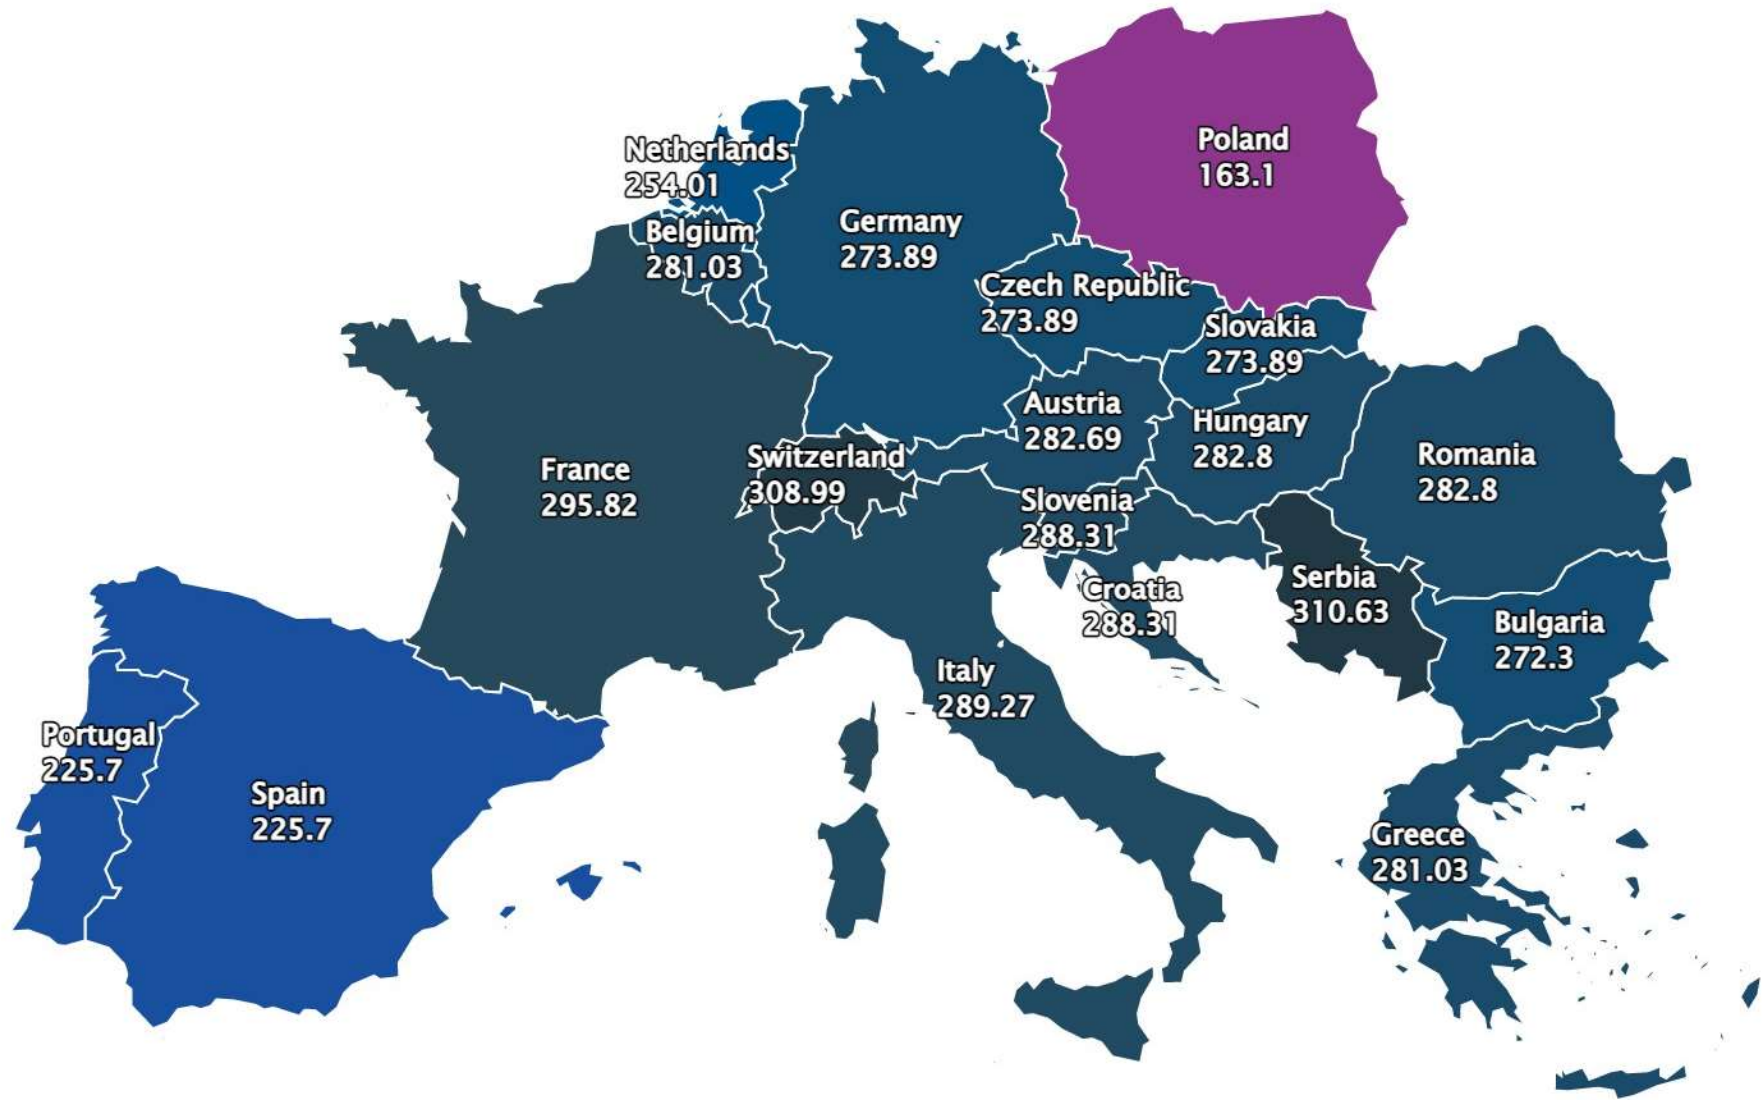 Poland
163.1
Netherlands
254.01
Germany
273.89
Belgium
281.03
Czech Republic
273.89
Slovakia
273.89
Austria
282.69
Hungary
282.8
Romania
282.8
Switzerland
308.99
France
295.82
Slovenia
288.31
Croatia
288.31
Serbia
310.63
Bulgaria
272.3
Italy
289.27
Portugal
225.7
Spain
225.7
Greece
281.03